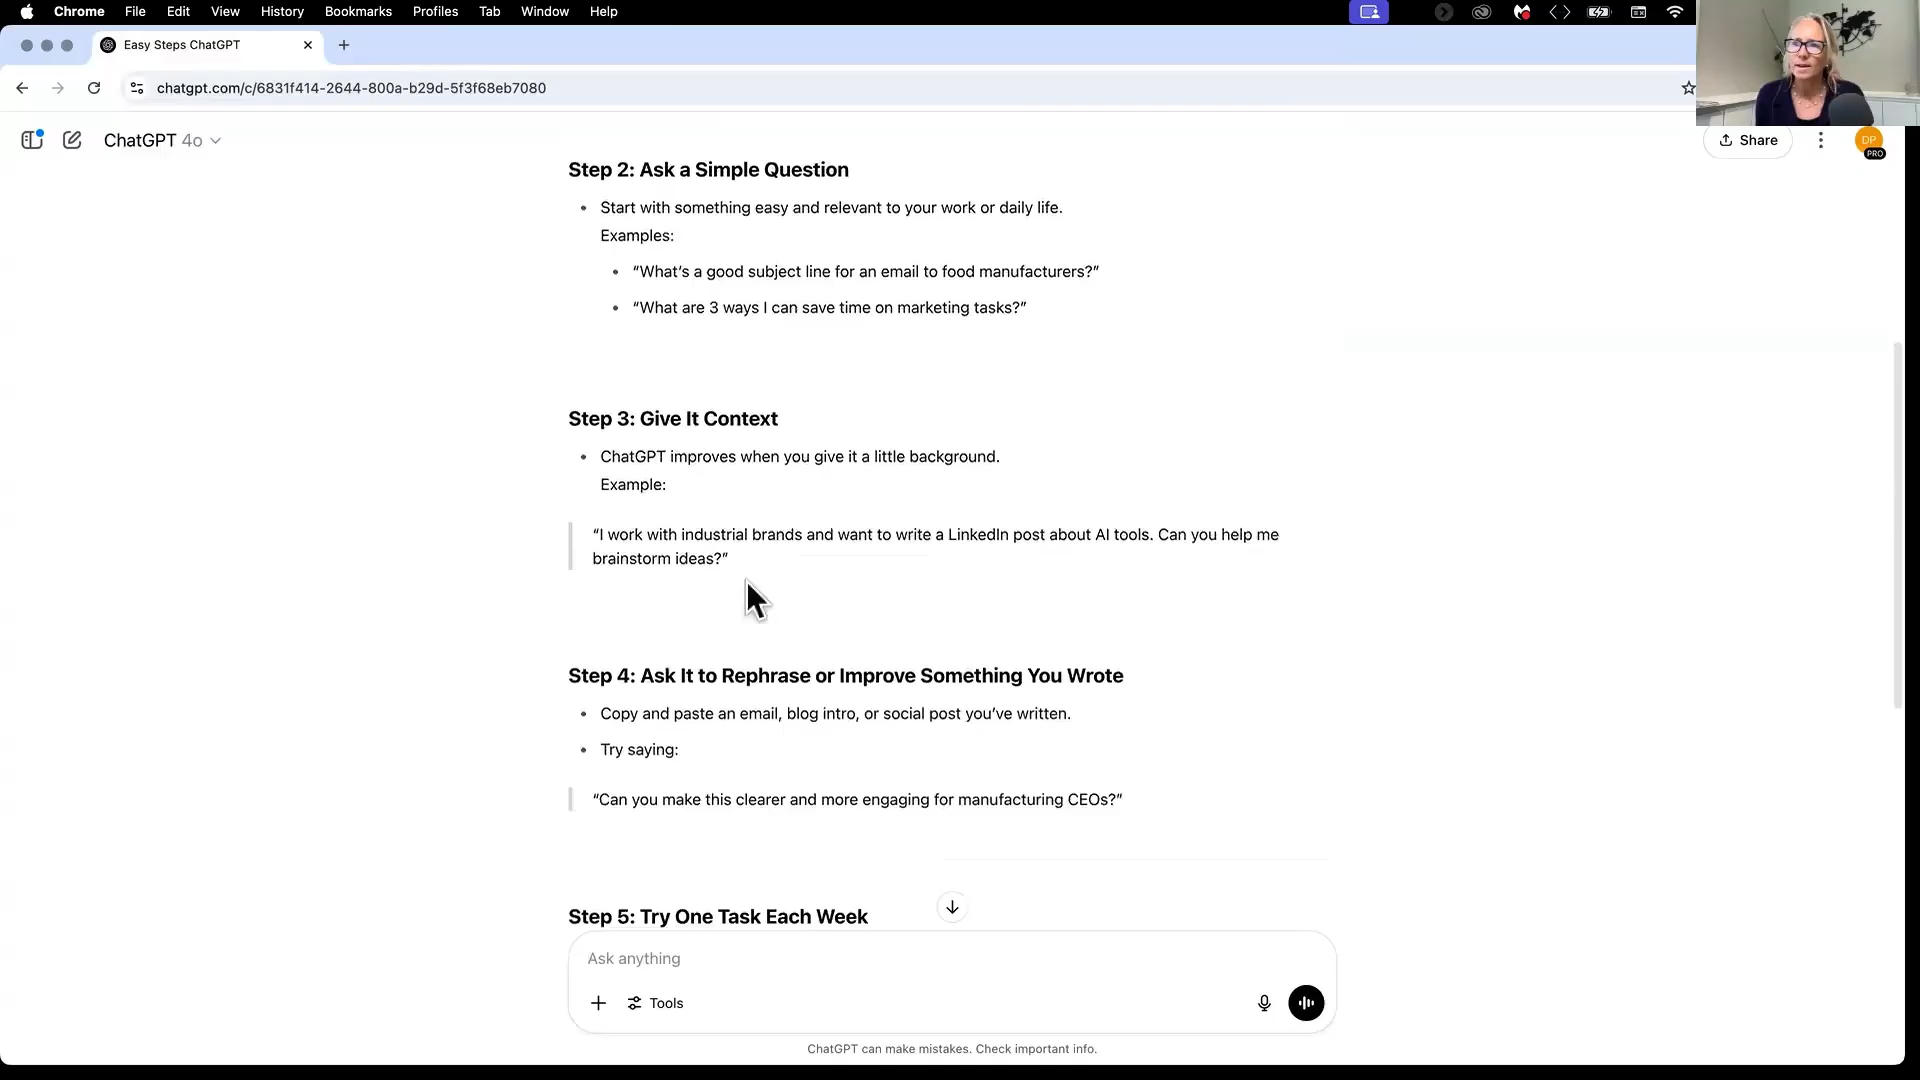 Chrome File Edit View History Bookmarks Profiles Tab Window Help
Easy Steps ChatGPT
chatgpt.com/c/6831f414-2644-800a-b29d-5f3f68eb7080
ChatGPT 4o
Share
DP
PRO
Step 2: Ask a Simple Question
• Start with something easy and relevant to your work or daily life.
Examples:
• “What’s a good subject line for an email to food manufacturers?”
• “What are 3 ways I can save time on marketing tasks?”
Step 3: Give It Context
• ChatGPT improves when you give it a little background.
Example:
“I work with industrial brands and want to write a LinkedIn post about AI tools. Can you help me
brainstorm ideas?”
Step 4: Ask It to Rephrase or Improve Something You Wrote
• Copy and paste an email, blog intro, or social post you’ve written.
• Try saying:
“Can you make this clearer and more engaging for manufacturing CEOs?”
Step 5: Try One Task Each Week
Ask anything
Tools
ChatGPT can make mistakes. Check important info.